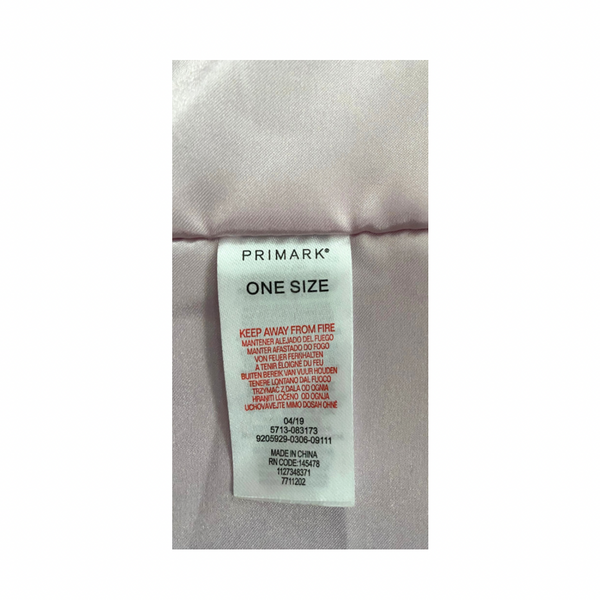 PRIMARK®
ONE SIZE
KEEP AWAY FROM FIRE
MANTENER ALEJADO DEL FUEGO
MANTER AFASTADO DO FOGO
VON FEUER FERNHALTEN
A TENIR ÉLOIGNE DU FEU
BUITEN BEREIK VAN VUUR HOUDEN
TENERE LONTANO DAL FUOCO
TRZYMAĆ Z DALA OD OGNIA
HRANITI LOČENO OD OGNJA
UCHOVÁVEJTE MIMO DOSAH OHNĚ
04/19
5713-083173
9205929-0306-09111
MADE IN CHINA
RN CODE:145478
1127348371
7711202